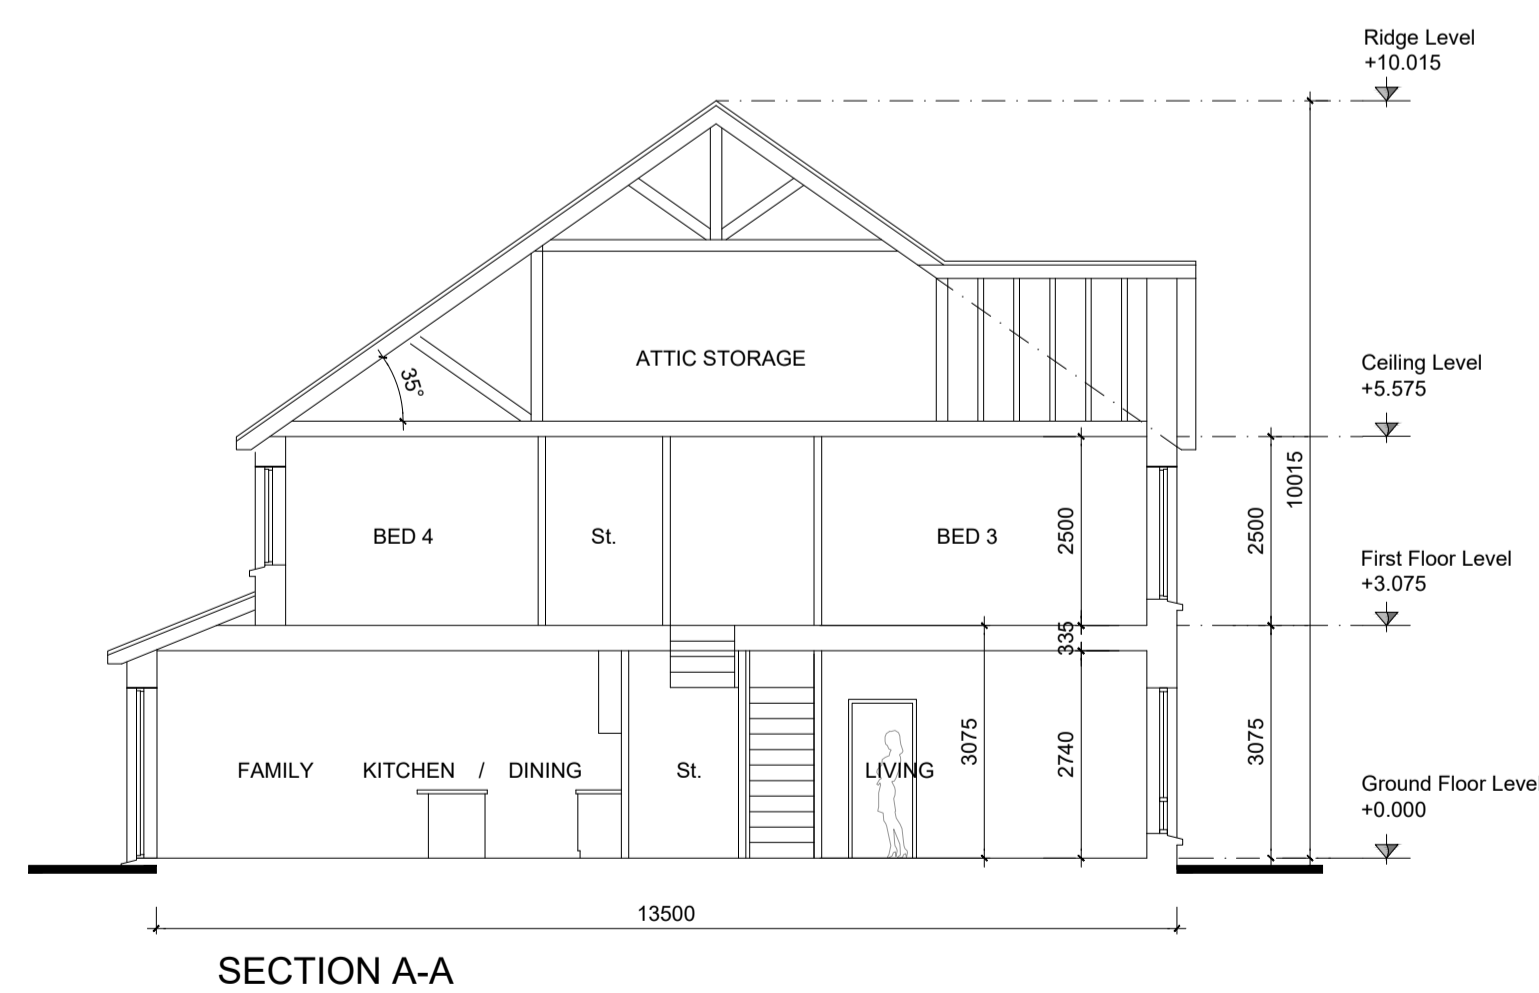 Ridge Level
+10.015
ATTIC STORAGE
35°
Ceiling Level
+5.575
10015
BED 4
St.
BED 3
2500
2500
First Floor Level
+3.075
335
FAMILY KITCHEN / DINING
St.
LIVING
3075
2740
3075
Ground Floor Level
+0.000
13500
SECTION A-A